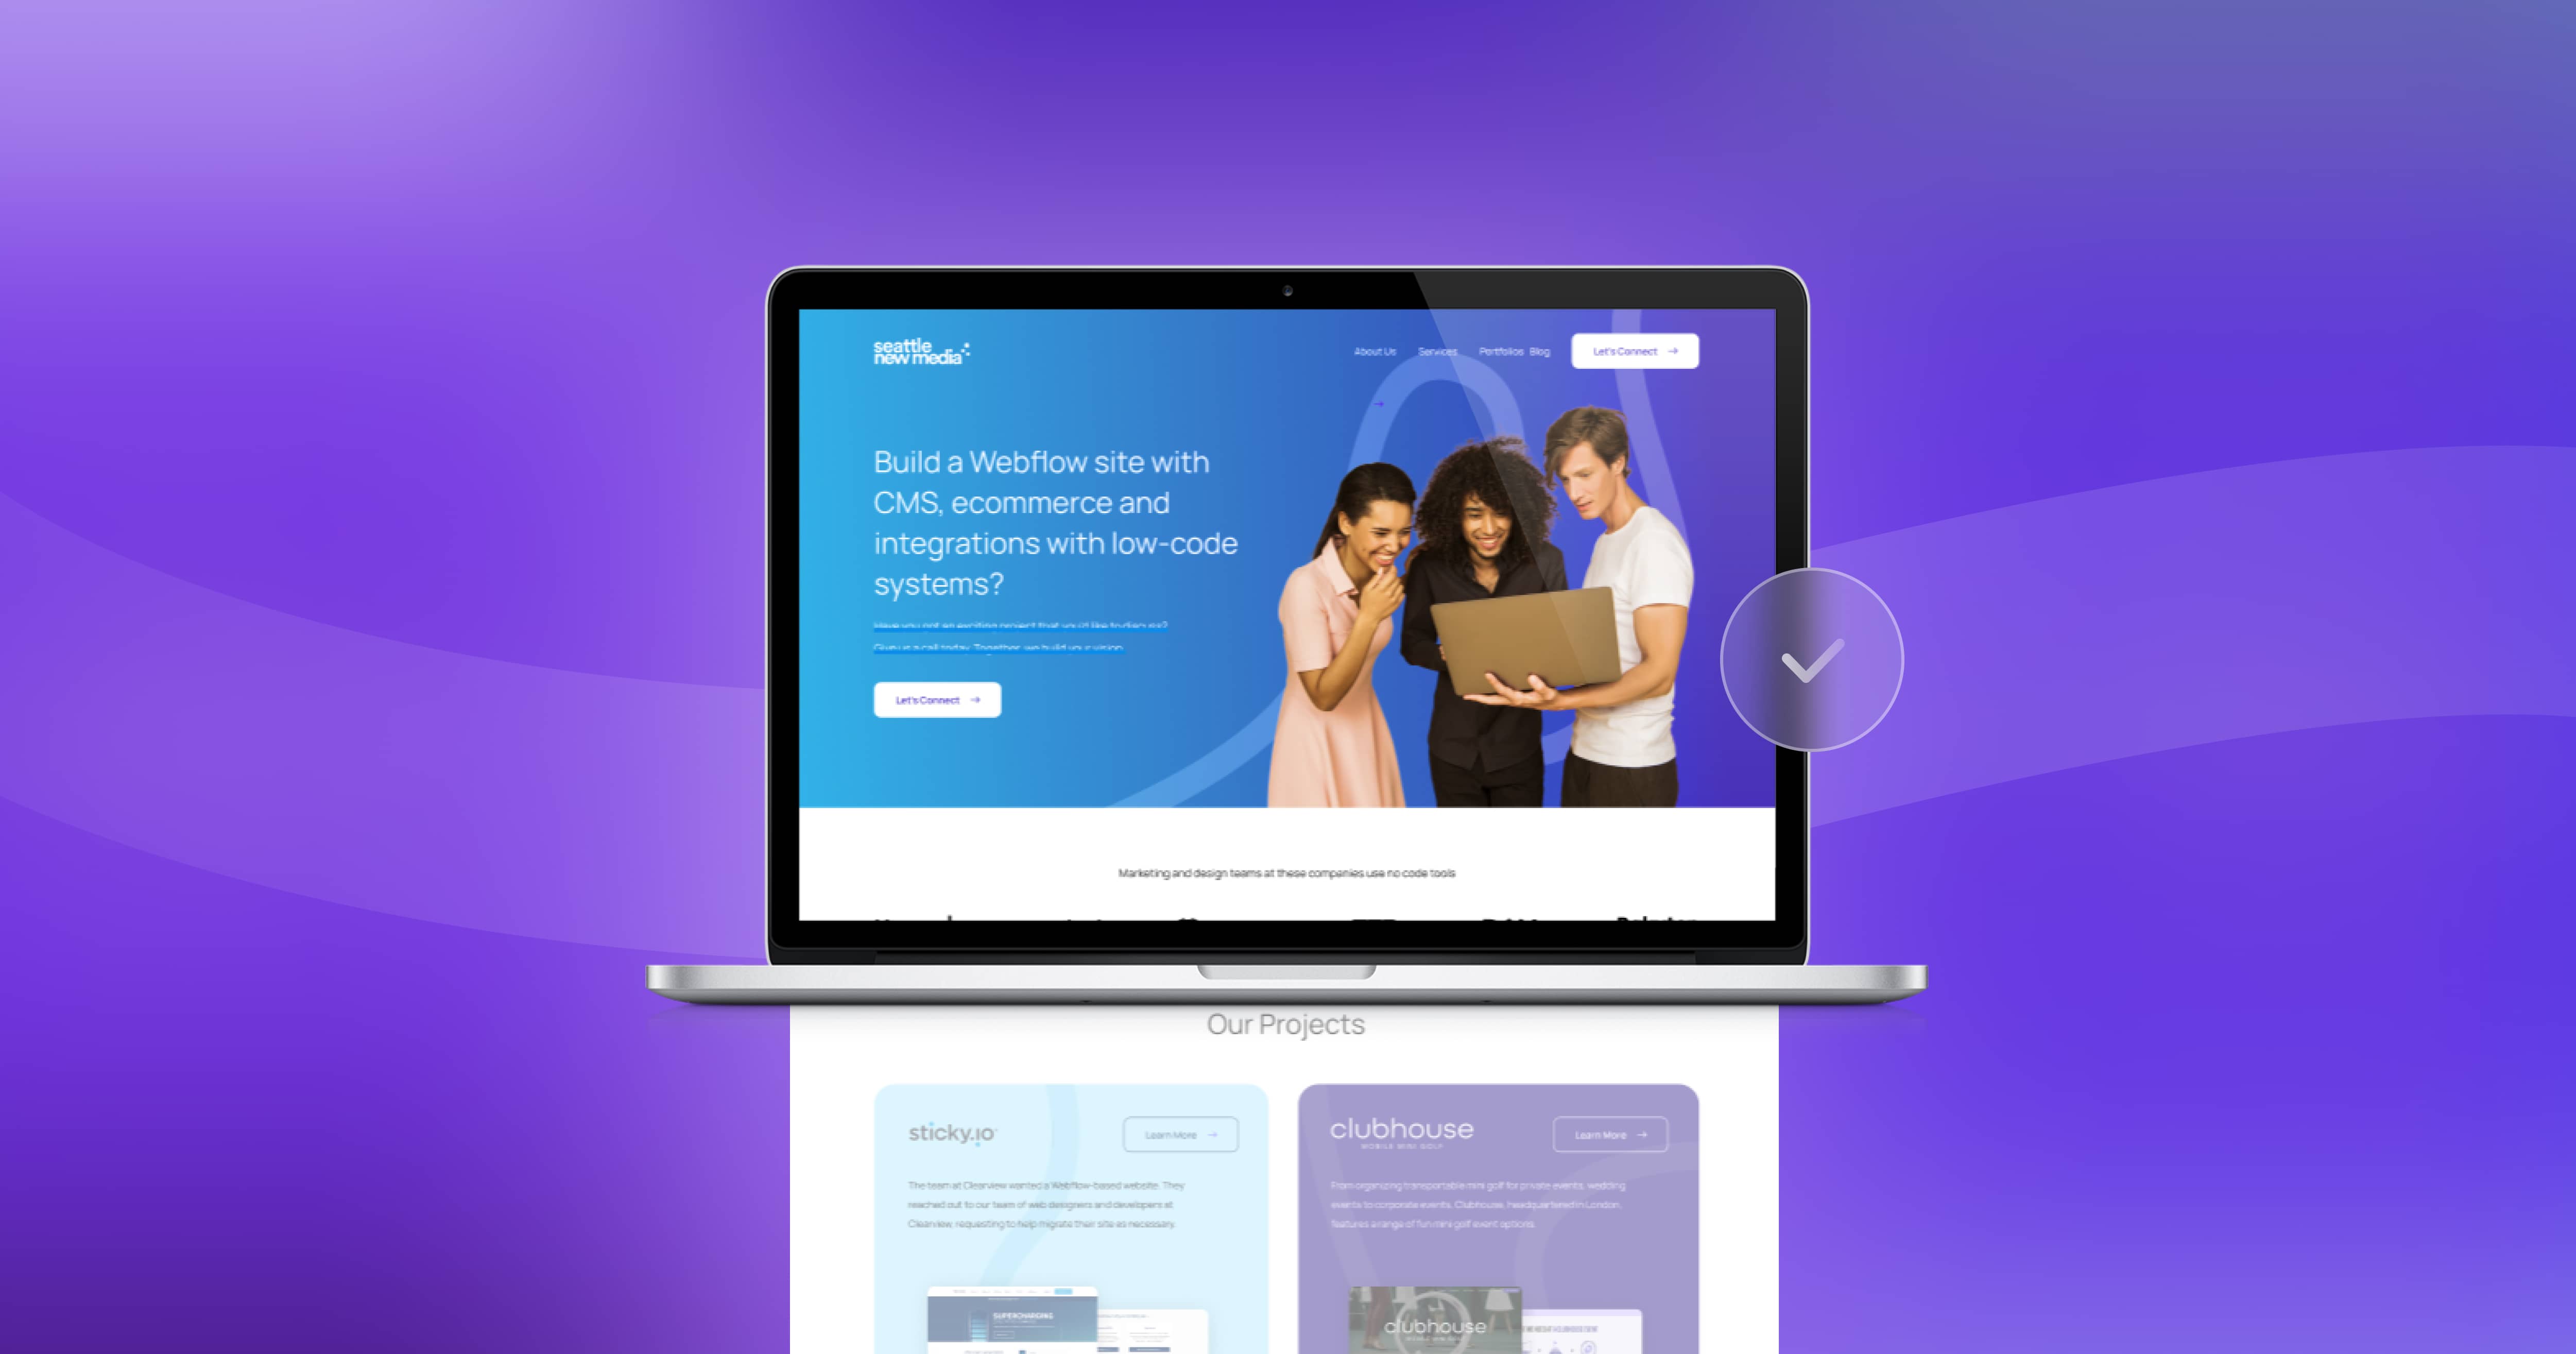 seattle
new media
About Us Services Portfolios Blog Let's Connect
Build a Webflow site with
CMS, ecommerce and
integrations with low-code
systems?
Have you got an exciting project that you'd like to discuss?
Give us a call today. Together, we build your vision.
Let's Connect
Marketing and design teams at these companies use no code tools
Our Projects
sticky.io
Learn More
The team at Clearview wanted a Webflow-based website. They
reached out to our team of web designers and developers at
Clearview, requesting to help migrate their site as necessary.
SUPERCHARGING
clubhouse
MOBILE MINI GOLF
Learn More
From organizing transportable mini golf for private events, wedding
events to corporate events, Clubhouse, headquartered in London,
features a range of fun mini golf event options.
clubhouse